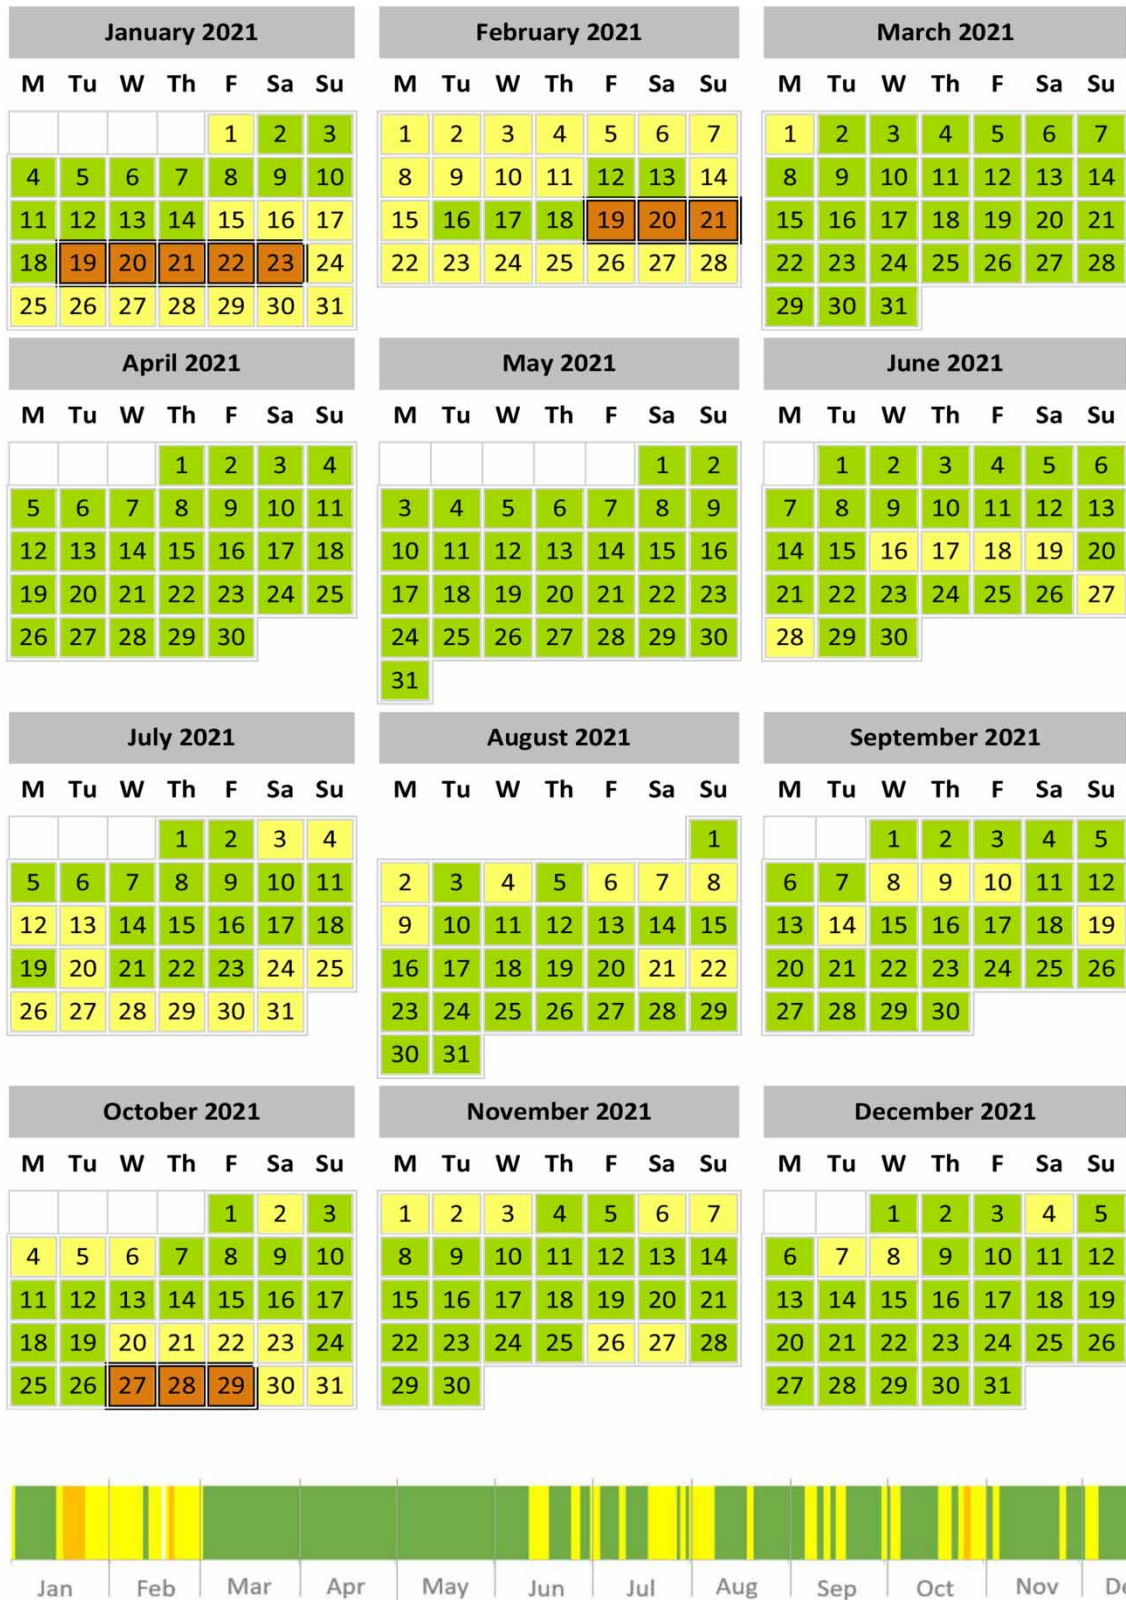 January 2021 February 2021 March 2021
M Tu W Th F Sa Su M Tu W Th F Sa Su M Tu W Th F Sa Su
1 2 3 1 2 3 4 5 6 7 1 2 3 4 5 6 7
4 5 6 7 8 9 10 8 9 10 11 12 13 14 8 9 10 11 12 13 14
11 12 13 14 15 16 17 15 16 17 18 19 20 21 15 16 17 18 19 20 21
18 19 20 21 22 23 24 22 23 24 25 26 27 28 22 23 24 25 26 27 28
25 26 27 28 29 30 31 29 30 31
April 2021 May 2021 June 2021
M Tu W Th F Sa Su M Tu W Th F Sa Su M Tu W Th F Sa Su
1 2 3 4 1 2 1 2 3 4 5 6
5 6 7 8 9 10 11 3 4 5 6 7 8 9 7 8 9 10 11 12 13
12 13 14 15 16 17 18 10 11 12 13 14 15 16 14 15 16 17 18 19 20
19 20 21 22 23 24 25 17 18 19 20 21 22 23 21 22 23 24 25 26 27
26 27 28 29 30 24 25 26 27 28 29 30 28 29 30
31
July 2021 August 2021 September 2021
M Tu W Th F Sa Su M Tu W Th F Sa Su M Tu W Th F Sa Su
1 2 3 4 1 1 2 3 4 5
5 6 7 8 9 10 11 2 3 4 5 6 7 8 6 7 8 9 10 11 12
12 13 14 15 16 17 18 9 10 11 12 13 14 15 13 14 15 16 17 18 19
19 20 21 22 23 24 25 16 17 18 19 20 21 22 20 21 22 23 24 25 26
26 27 28 29 30 31 23 24 25 26 27 28 29 27 28 29 30
30 31
October 2021 November 2021 December 2021
M Tu W Th F Sa Su M Tu W Th F Sa Su M Tu W Th F Sa Su
1 2 3 1 2 3 4 5 6 7 1 2 3 4 5
4 5 6 7 8 9 10 8 9 10 11 12 13 14 6 7 8 9 10 11 12
11 12 13 14 15 16 17 15 16 17 18 19 20 21 13 14 15 16 17 18 19
18 19 20 21 22 23 24 22 23 24 25 26 27 28 20 21 22 23 24 25 26
25 26 27 28 29 30 31 29 30 27 28 29 30 31
Jan Feb Mar Apr May Jun Jul Aug Sep Oct Nov